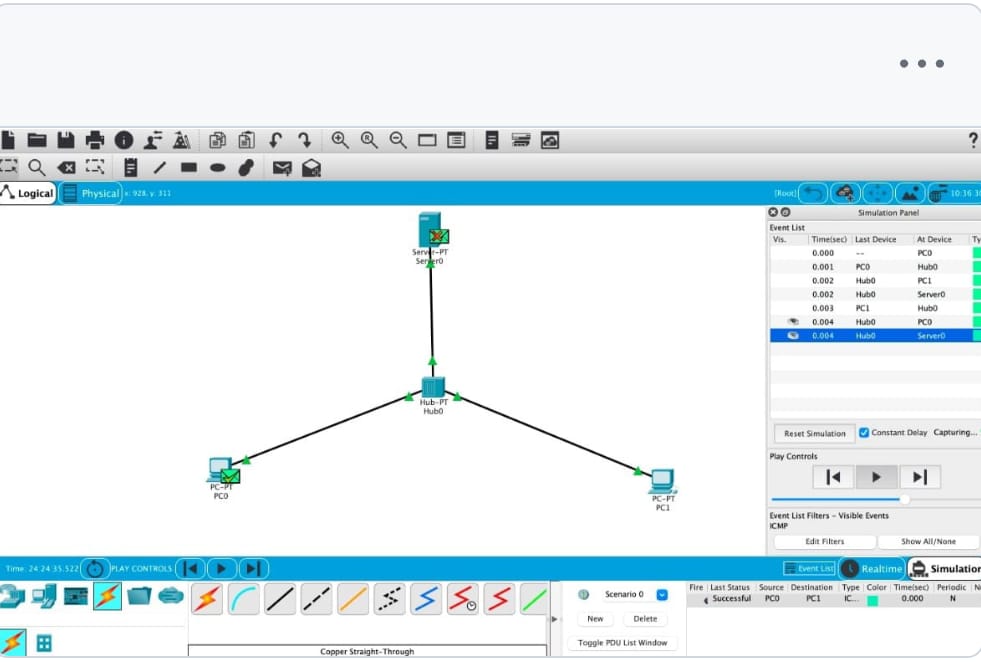 Logical Physical x: 928, y: 311 [Root] 10:36.30
Simulation Panel
Event List
Vis. Time(sec) Last Device At Device Ty
0.000 -- PC0
0.001 PC0 Hub0
0.002 Hub0 PC1
0.002 Hub0 Server0
0.003 PC1 Hub0
0.004 Hub0 PC0
0.004 Hub0 Server0
Server-PT
Server0
Hub-PT
Hub0
PC-PT
PC0
PC-PT
PC1
Reset Simulation Constant Delay Capturing...
Play Controls
Event List Filters - Visible Events
ICMP
Edit Filters Show All/None
Time: 24:24:35.522 PLAY CONTROLS Event List Realtime Simulation
Scenario 0
New Delete
Toggle PDU List Window
Fire Last Status Source Destination Type Color Time(sec) Periodic N
Successful PC0 PC1 IC... 0.000 N
Copper Straight-Through